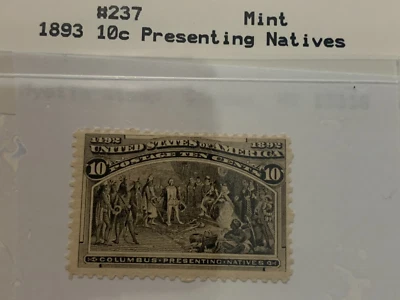 #237 Mint
1893 10c Presenting Natives
1492 1892
UNITED STATES OF AMERICA
10 POSTAGE TEN CENTS 10
COLUMBUS PRESENTING NATIVES